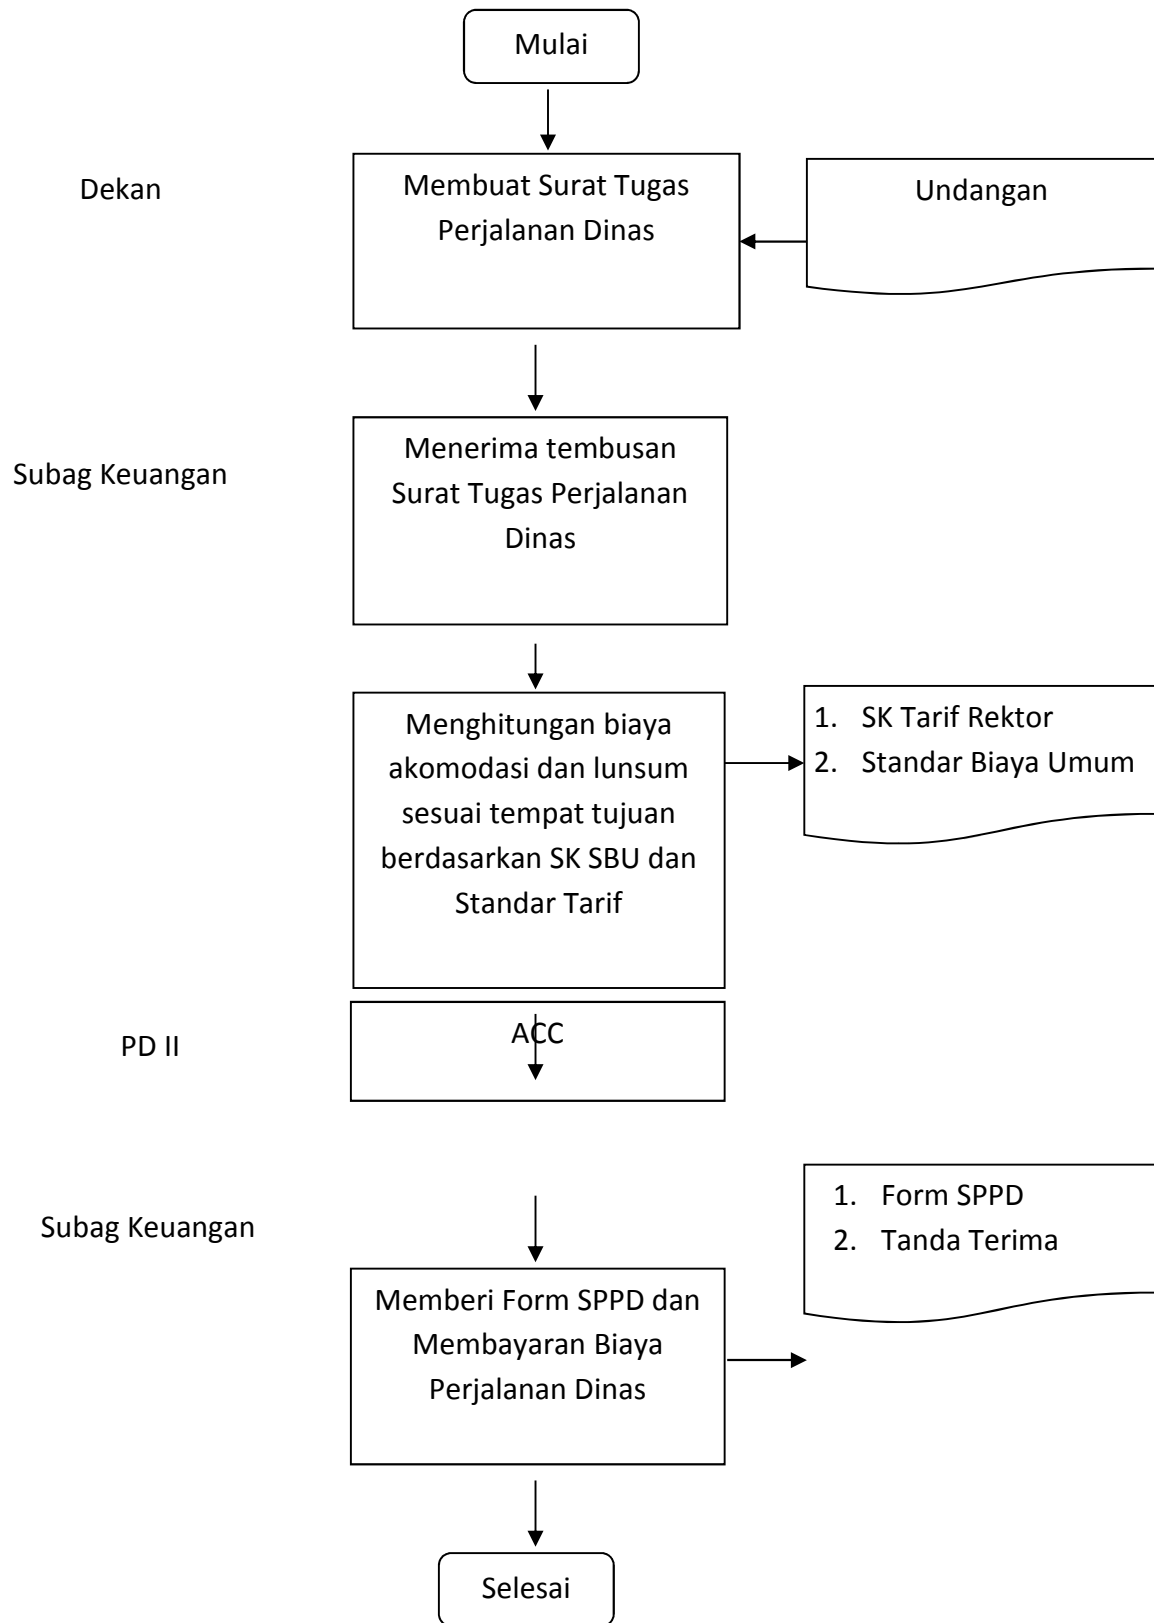 Mulai
Dekan
Membuat Surat Tugas
Perjalanan Dinas
Undangan
Subag Keuangan
Menerima tembusan
Surat Tugas Perjalanan
Dinas
Menghitungan biaya
akomodasi dan lunsum
sesuai tempat tujuan
berdasarkan SK SBU dan
Standar Tarif
1. SK Tarif Rektor
2. Standar Biaya Umum
PD II
ACC
Subag Keuangan
1. Form SPPD
2. Tanda Terima
Memberi Form SPPD dan
Membayaran Biaya
Perjalanan Dinas
Selesai